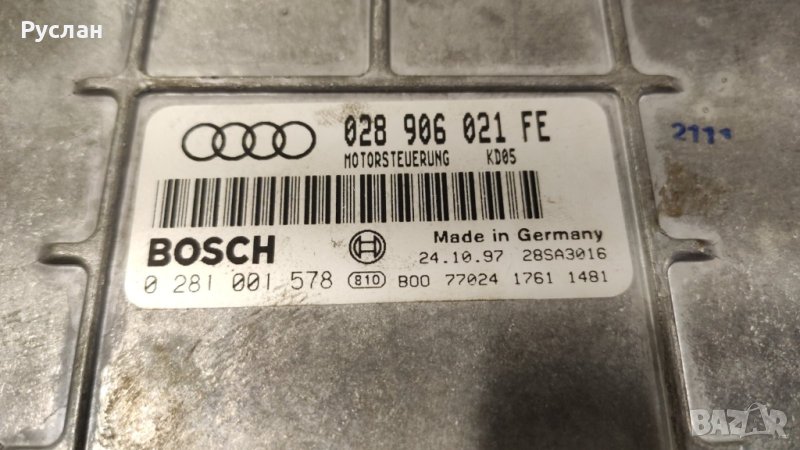 Руслан
028 906 021 FE
MOTORSTEUERUNG KD05
BOSCH
Made in Germany
24.10.97 28SA3016
0 281 001 578 810 B00 77024 1761 1481
BAZAR